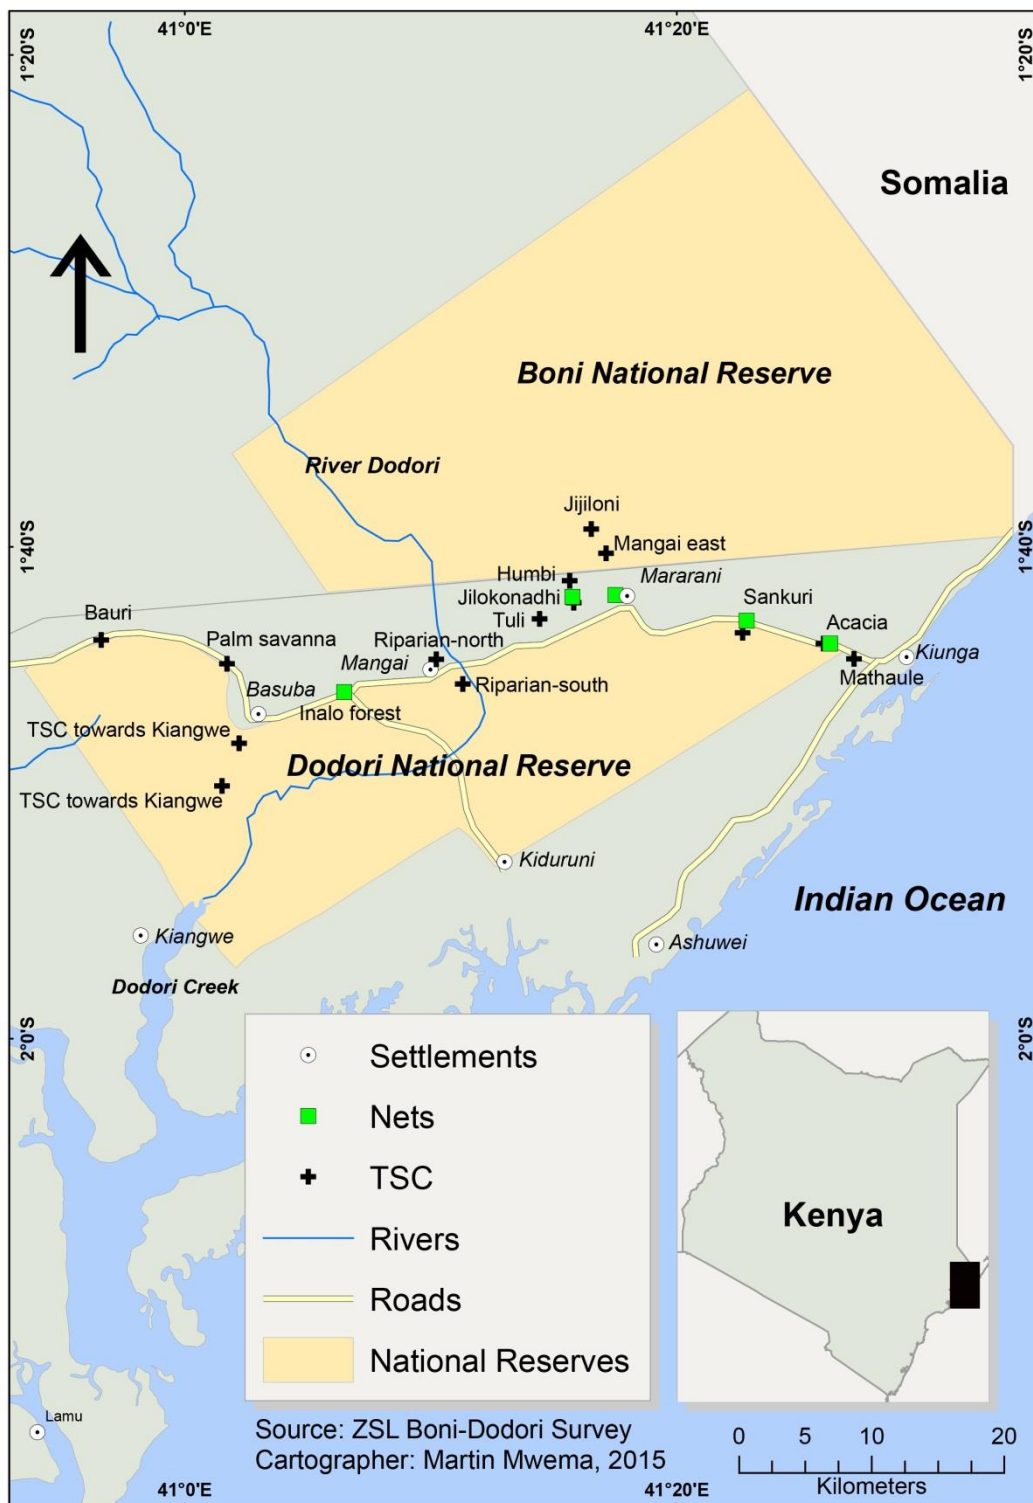 41°0'E
41°20'E
1°20'S
1°20'S
Somalia
Boni National Reserve
River Dodori
Jijiloni
1°40'S
1°40'S
Mangai east
Humbi
Mararani
Jilokonadhi
Bauri
Sankuri
Tuli
Acacia
Palm savanna
Riparian-north
Mangai
Kiunga
Mathaule
Basuba
Riparian-south
Inalo forest
TSC towards Kiangwe
Dodori National Reserve
TSC towards Kiangwe
Kiduruni
Indian Ocean
Kiangwe
Ashuwei
Dodori Creek
2°0'S
2°0'S
Settlements
Nets
TSC
Rivers
Roads
National Reserves
Kenya
Lamu
Source: ZSL Boni-Dodori Survey
Cartographer: Martin Mwema, 2015
0 5 10 20
Kilometers
41°0'E
41°20'E